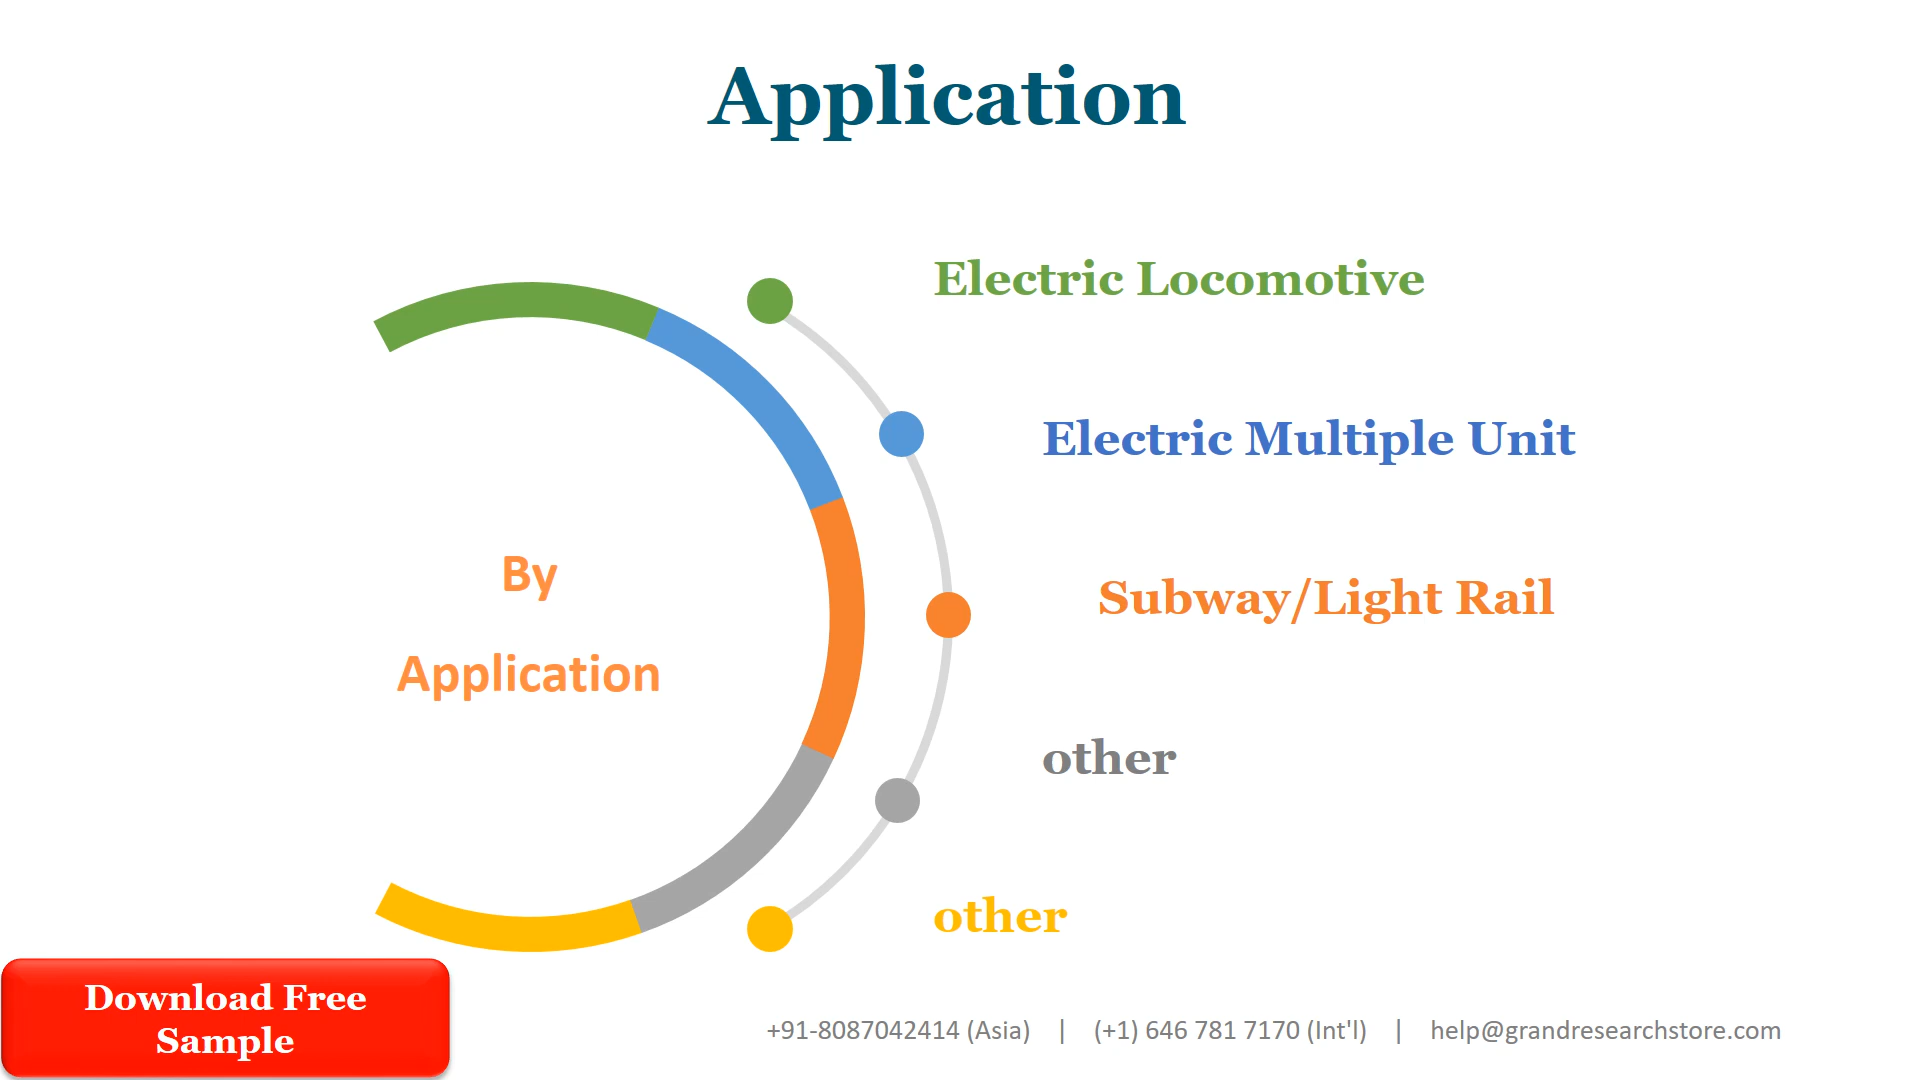 Application
Electric Locomotive
Electric Multiple Unit
By
Application
Subway/Light Rail
other
other
Download Free
Sample
+91-8087042414 (Asia) | (+1) 646 781 7170 (Int'l) | help@grandresearchstore.com